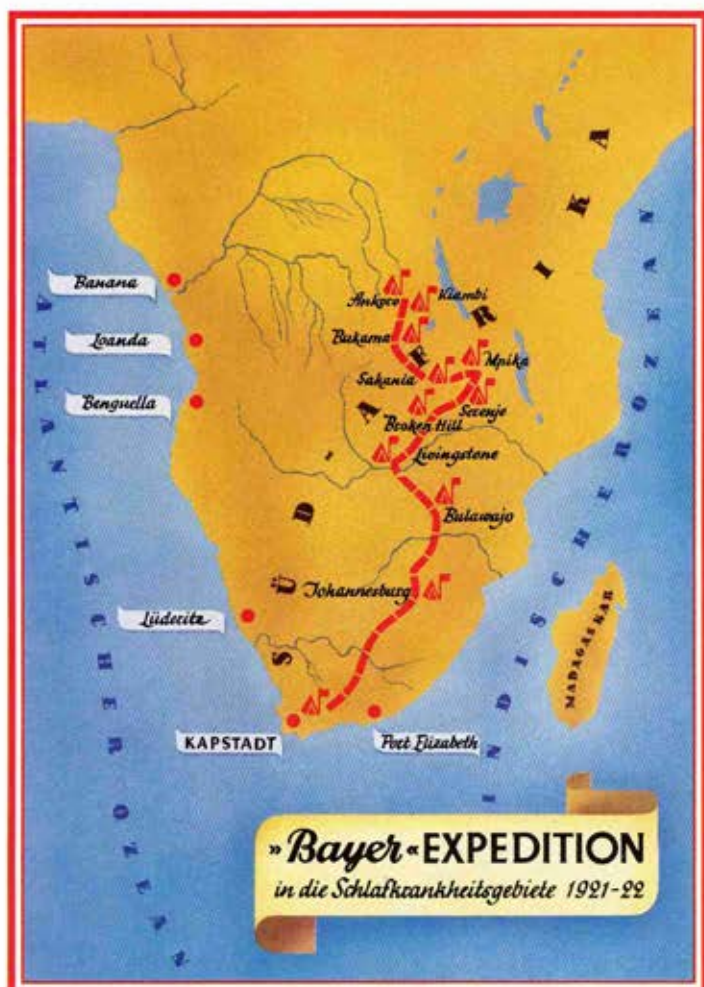 SÜD-AFRIKA
ATLANTISCHER OZEAN
INDISCHER OZEAN
MADAGASKAR
Banana
Loanda
Benguella
Lüderitz
KAPSTADT
Port Elizabeth
Ankoro
Kiambi
Bukama
Mpika
Sakania
Serenje
Broken Hill
Livingstone
Bulawajo
Johannesburg
»Bayer« EXPEDITION
in die Schlafkrankheitsgebiete 1921-22